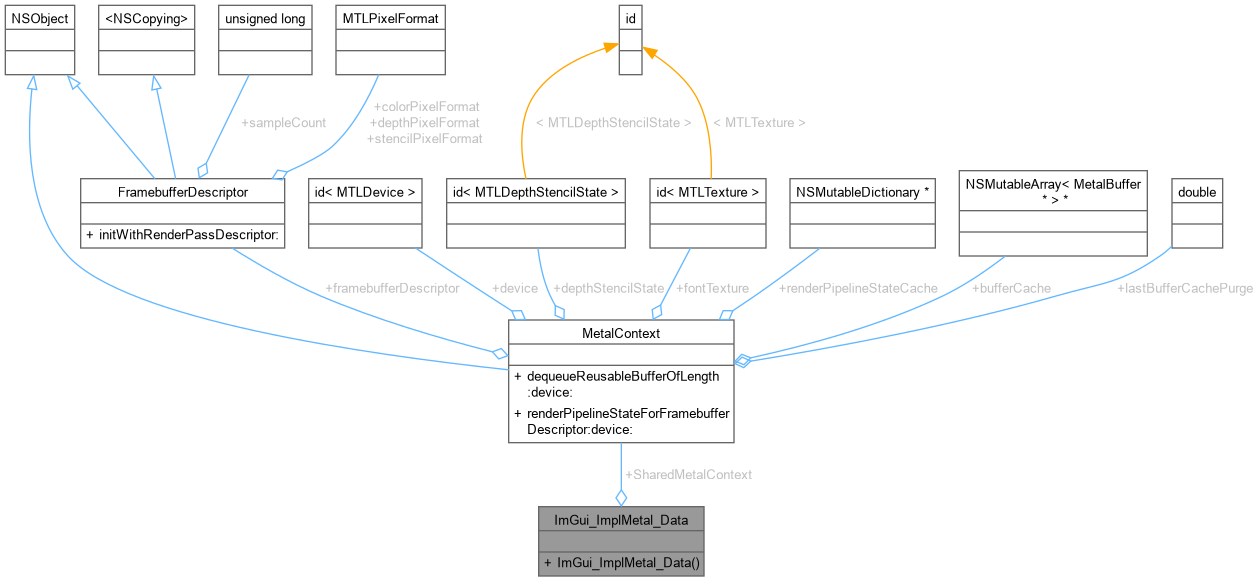 NSObject
<NSCopying>
unsigned long
MTLPixelFormat
id
+colorPixelFormat
+depthPixelFormat
+stencilPixelFormat
+sampleCount
< MTLDepthStencilState >
< MTLTexture >
FramebufferDescriptor
+ initWithRenderPassDescriptor:
id< MTLDevice >
id< MTLDepthStencilState >
id< MTLTexture >
NSMutableDictionary *
NSMutableArray< MetalBuffer
* > *
double
+framebufferDescriptor
+device
+depthStencilState
+fontTexture
+renderPipelineStateCache
+bufferCache
+lastBufferCachePurge
MetalContext
+ dequeueReusableBufferOfLength
:device:
+ renderPipelineStateForFramebuffer
Descriptor:device:
+SharedMetalContext
ImGui_ImplMetal_Data
+ ImGui_ImplMetal_Data()